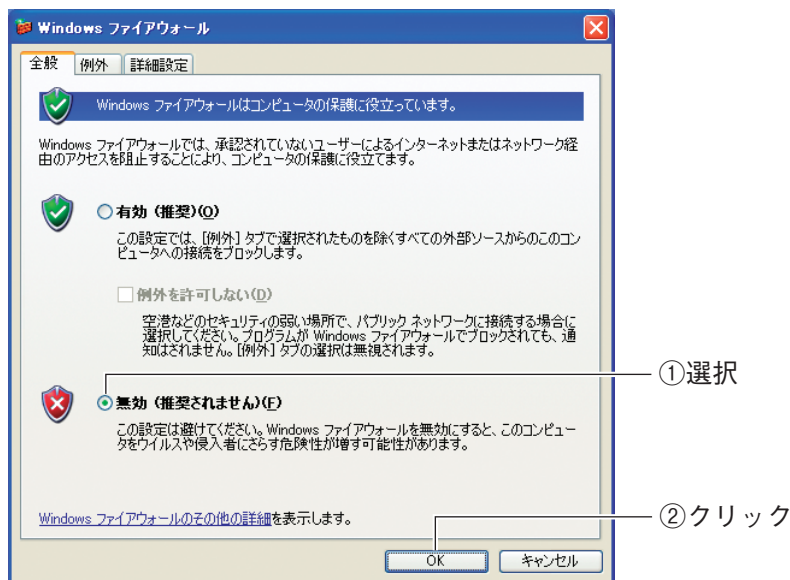 Windows ファイアウォール
全般 例外 詳細設定
Windows ファイアウォールはコンピュータの保護に役立っています。
Windows ファイアウォールでは、承認されていないユーザーによるインターネットまたはネットワーク経
由のアクセスを阻止することにより、コンピュータの保護に役立てます。
有効 (推奨)(O)
この設定では、[例外] タブで選択されたものを除くすべての外部ソースからのこのコン
ピュータへの接続をブロックします。
例外を許可しない(D)
空港などのセキュリティの弱い場所で、パブリック ネットワークに接続する場合に
選択してください。プログラムが Windows ファイアウォールでブロックされても、通
知はされません。[例外] タブの選択は無視されます。
①選択
無効 (推奨されません)(F)
この設定は避けてください。Windows ファイアウォールを無効にすると、このコンピュー
タをウイルスや侵入者にさらす危険性が増す可能性があります。
Windows ファイアウォールのその他の詳細を表示します。
②クリック
OK キャンセル